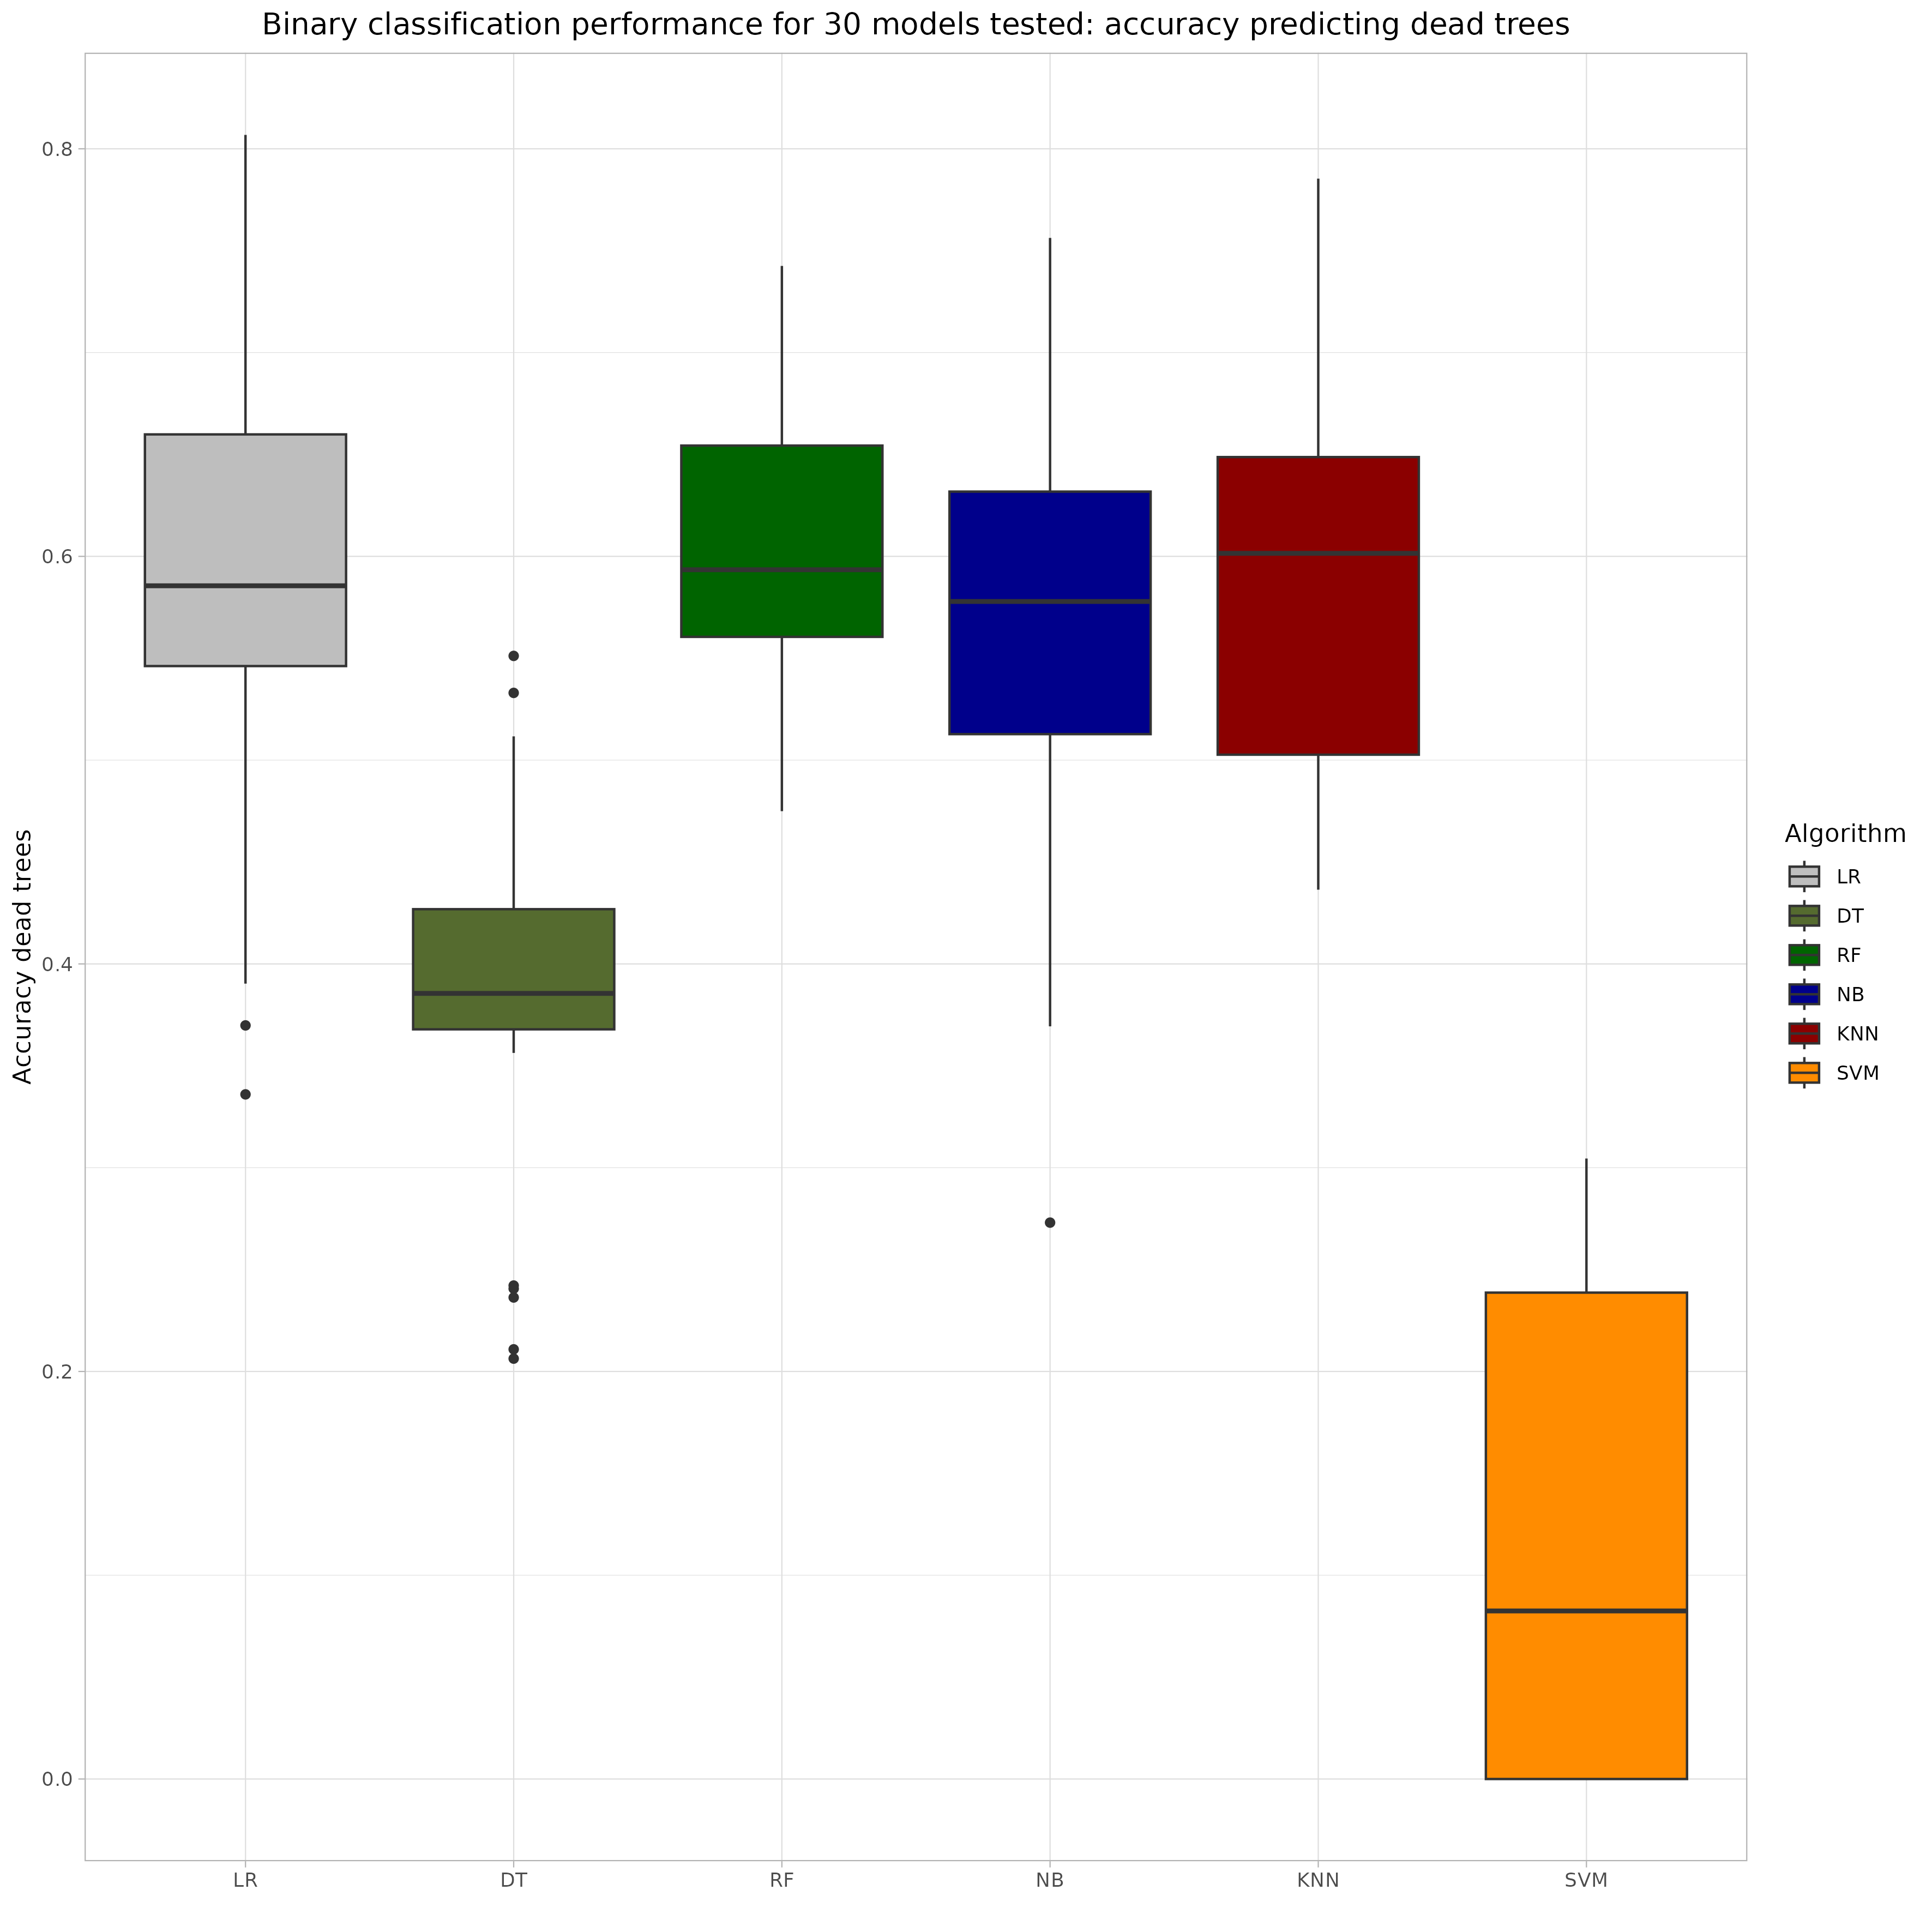 Binary classification performance for 30 models tested: accuracy predicting dead trees
Accuracy dead trees
0.8
0.6
0.4
0.2
0.0
LR
DT
RF
NB
KNN
SVM
Algorithm
LR
DT
RF
NB
KNN
SVM